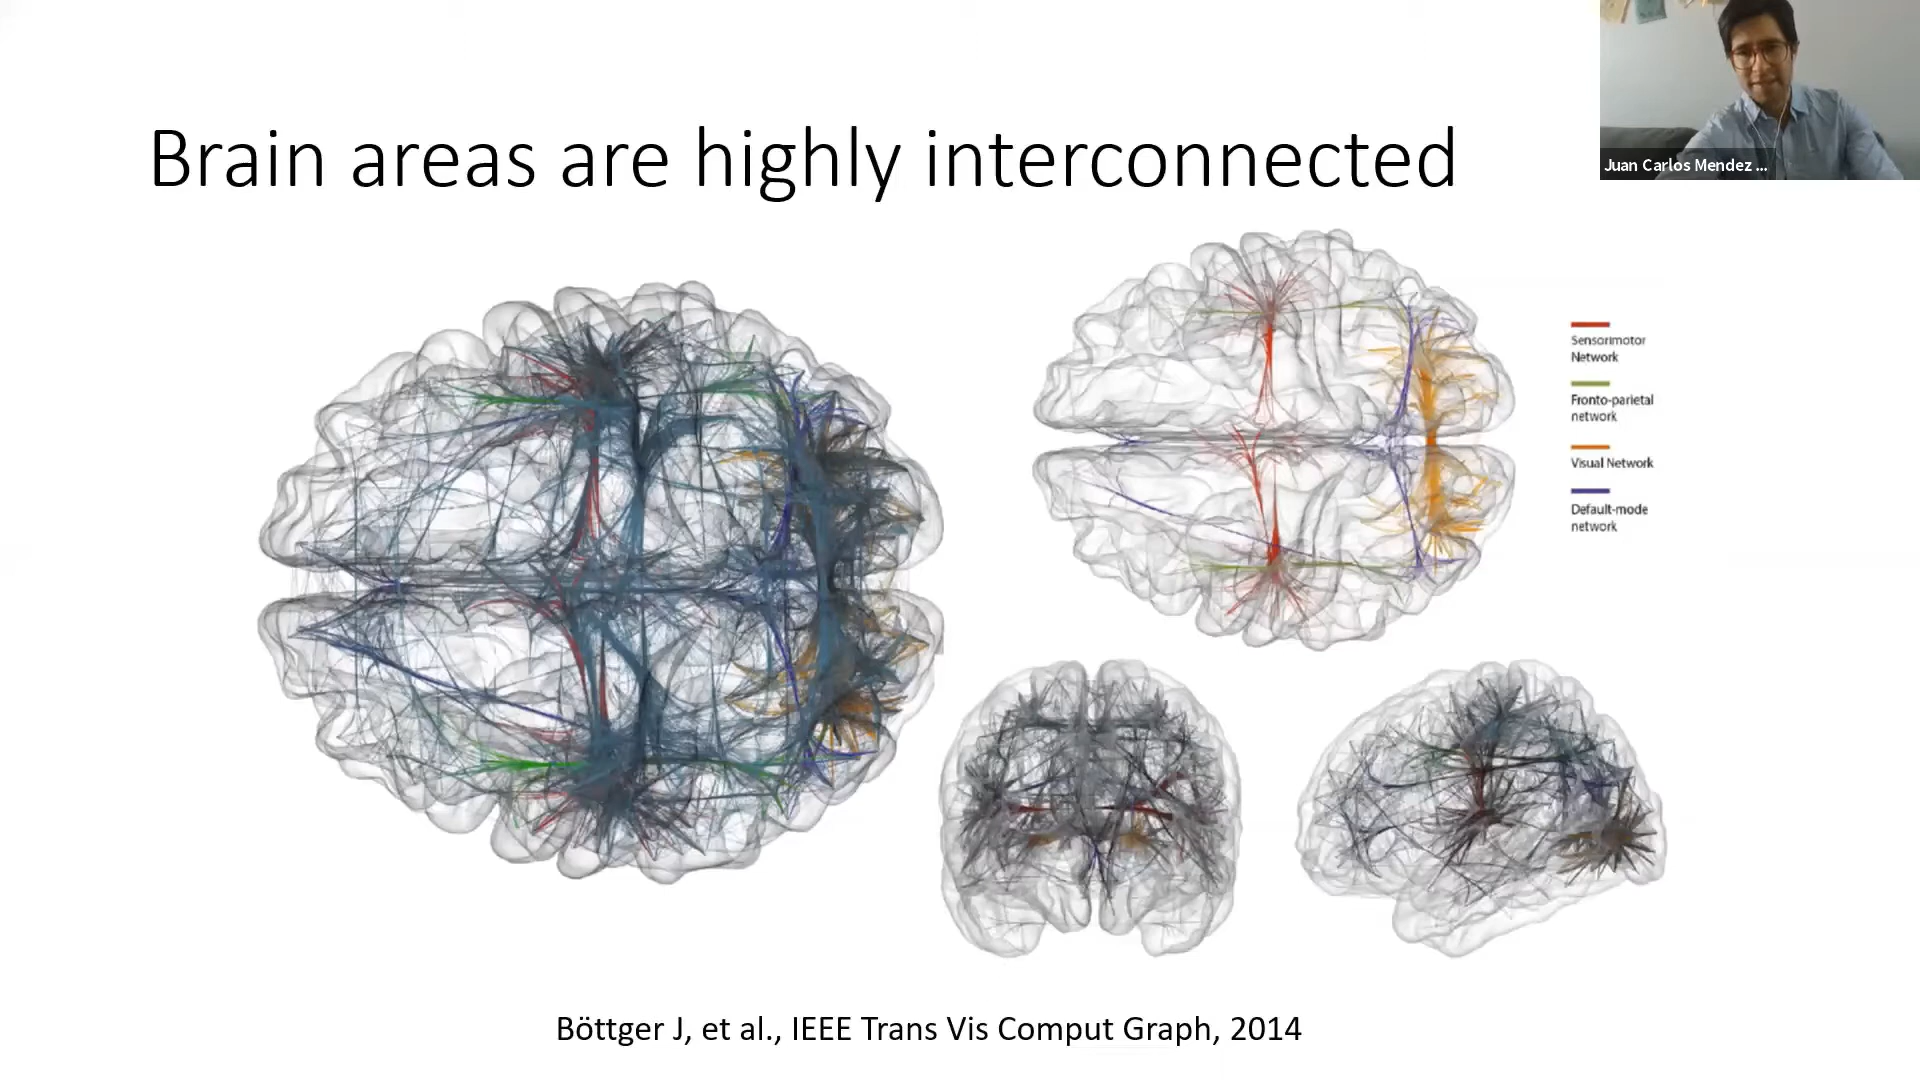 Brain areas are highly interconnected
Juan Carlos Mendez ...
Sensorimotor
Network
Fronto-parietal
network
Visual Network
Default-mode
network
Böttger J, et al., IEEE Trans Vis Comput Graph, 2014